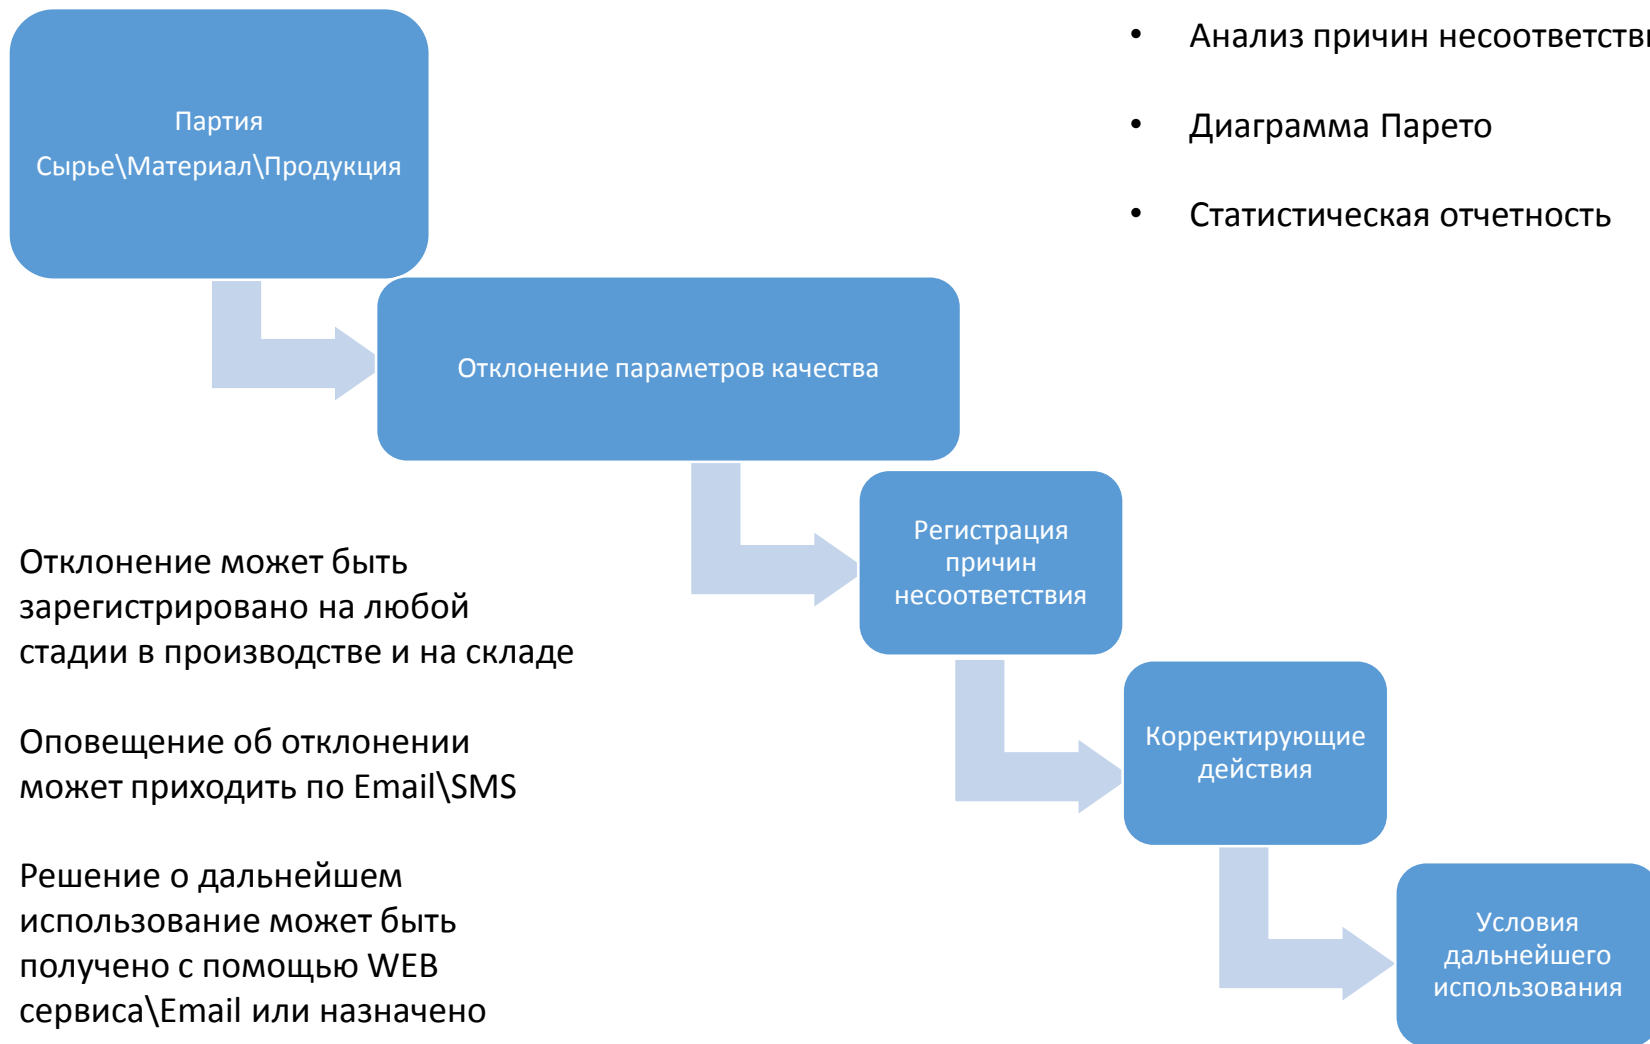 Партия
Сырье\Материал\Продукция
• Анализ причин несоответстви
• Диаграмма Парето
• Статистическая отчетность
Отклонение параметров качества
Регистрация
причин
несоответствия
Отклонение может быть
зарегистрировано на любой
стадии в производстве и на складе
Оповещение об отклонении
может приходить по Email\SMS
Решение о дальнейшем
использование может быть
получено с помощью WEB
сервиса\Email или назначено
Корректирующие
действия
Условия
дальнейшего
использования